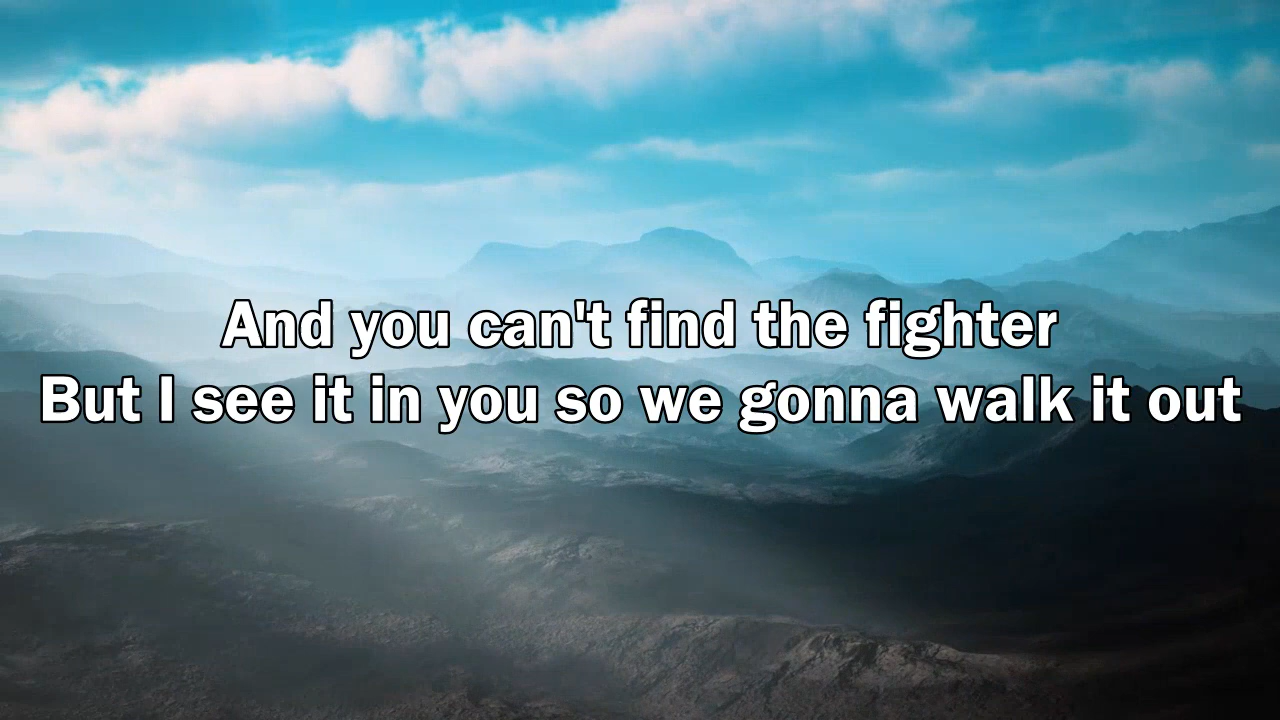 And you can't find the fighter
But I see it in you so we gonna walk it out